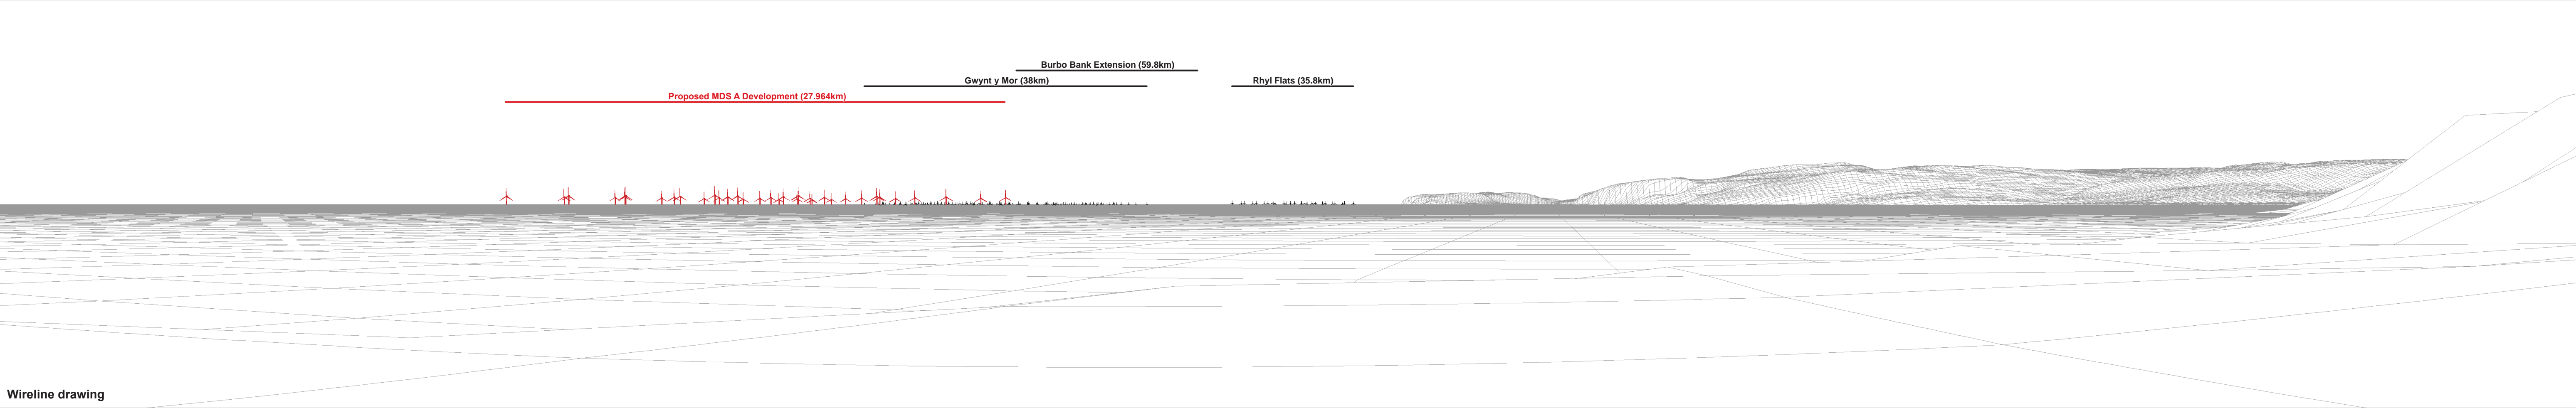 Burbo Bank Extension (59.8km)
Gwynt y Mor (38km)
Rhyl Flats (35.8km)
Proposed MDS A Development (27.964km)
Wireline drawing